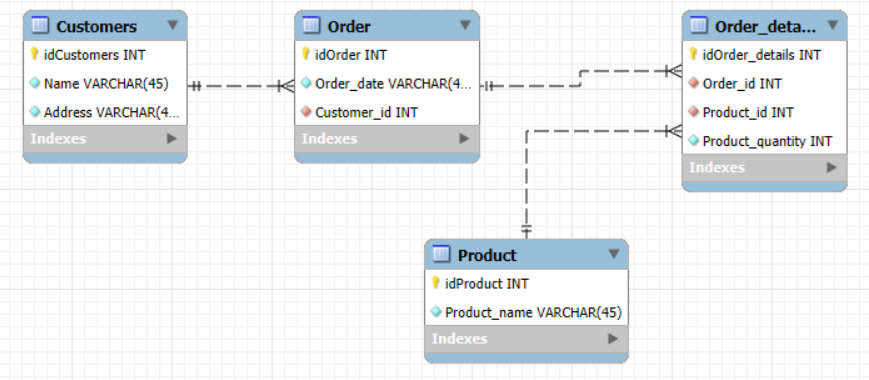 Customers
idCustomers INT
Name VARCHAR(45)
Address VARCHAR(4...
Indexes
Order
idOrder INT
Order_date VARCHAR(4...
Customer_id INT
Indexes
Order_deta...
idOrder_details INT
Order_id INT
Product_id INT
Product_quantity INT
Indexes
Product
idProduct INT
Product_name VARCHAR(45)
Indexes